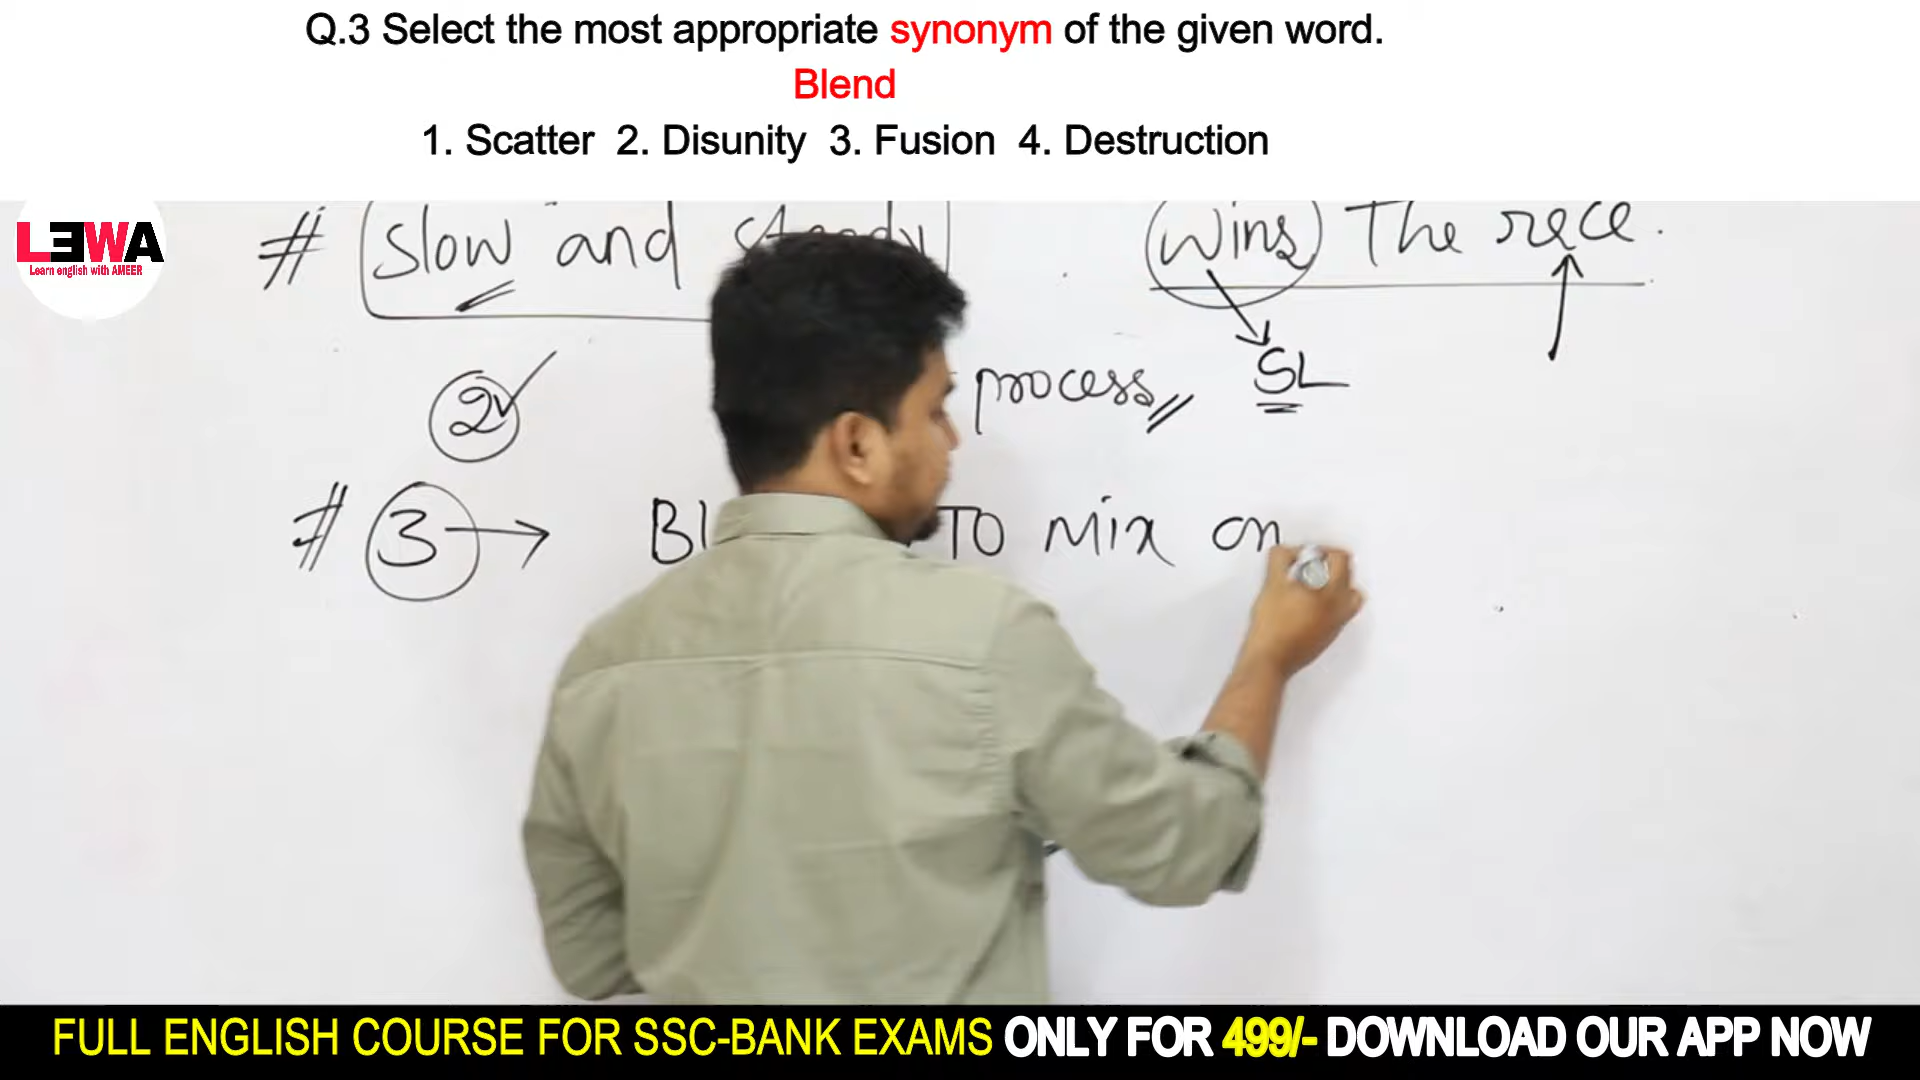 Q.3 Select the most appropriate synonym of the given word.
Blend
1. Scatter 2. Disunity 3. Fusion 4. Destruction
LEWA
Learn english with AMEER
# Slow and steady wins The race.
2 process SL
# 3 → Bl TO Mix on
FULL ENGLISH COURSE FOR SSC-BANK EXAMS ONLY FOR 499/- DOWNLOAD OUR APP NOW